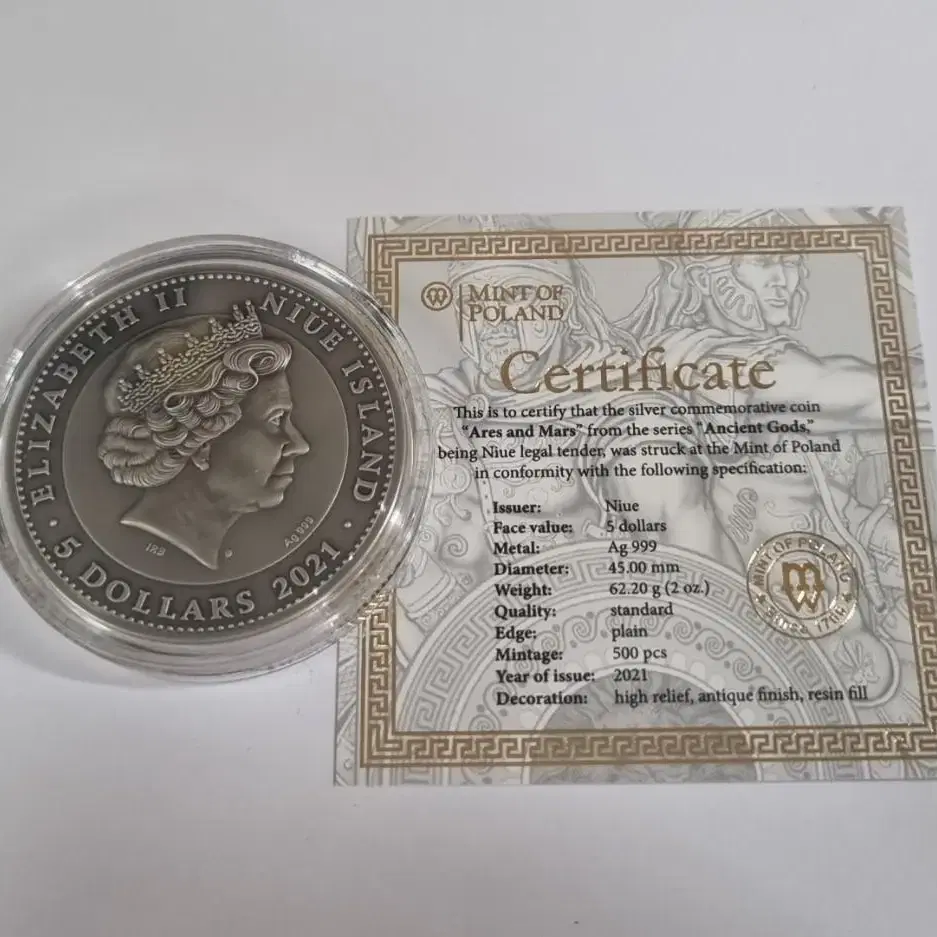 ELIZABETH II
NIUE ISLAND
5 DOLLARS 2021
IRB
Ag 999
MINT OF
POLAND
Certificate
This is to certify that the silver commemorative coin
“Ares and Mars” from the series “Ancient Gods,”
being Niue legal tender, was struck at the Mint of Poland
in conformity with the following specification:
Issuer: Niue
Face value: 5 dollars
Metal: Ag 999
Diameter: 45.00 mm
Weight: 62.20 g (2 oz.)
Quality: standard
Edge: plain
Mintage: 500 pcs
Year of issue: 2021
Decoration: high relief, antique finish, resin fill
MINT OF POLAND
SINCE 1766